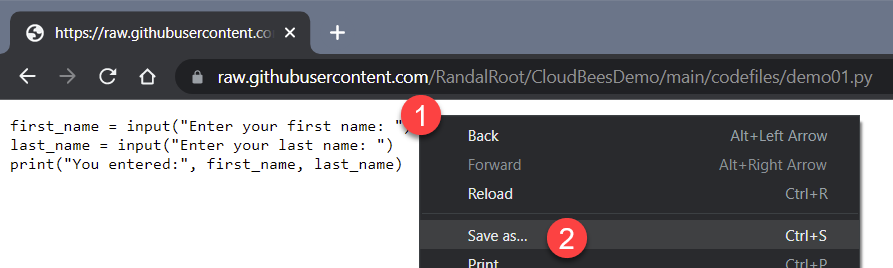 https://raw.githubusercontent.co
raw.githubusercontent.com/RandalRoot/CloudBeesDemo/main/codefiles/demo01.py
first_name = input("Enter your first name: ")
last_name = input("Enter your last name: ")
print("You entered:", first_name, last_name)
1
Back Alt+Left Arrow
Forward Alt+Right Arrow
Reload Ctrl+R
Save as... 2 Ctrl+S
Print Ctrl+P